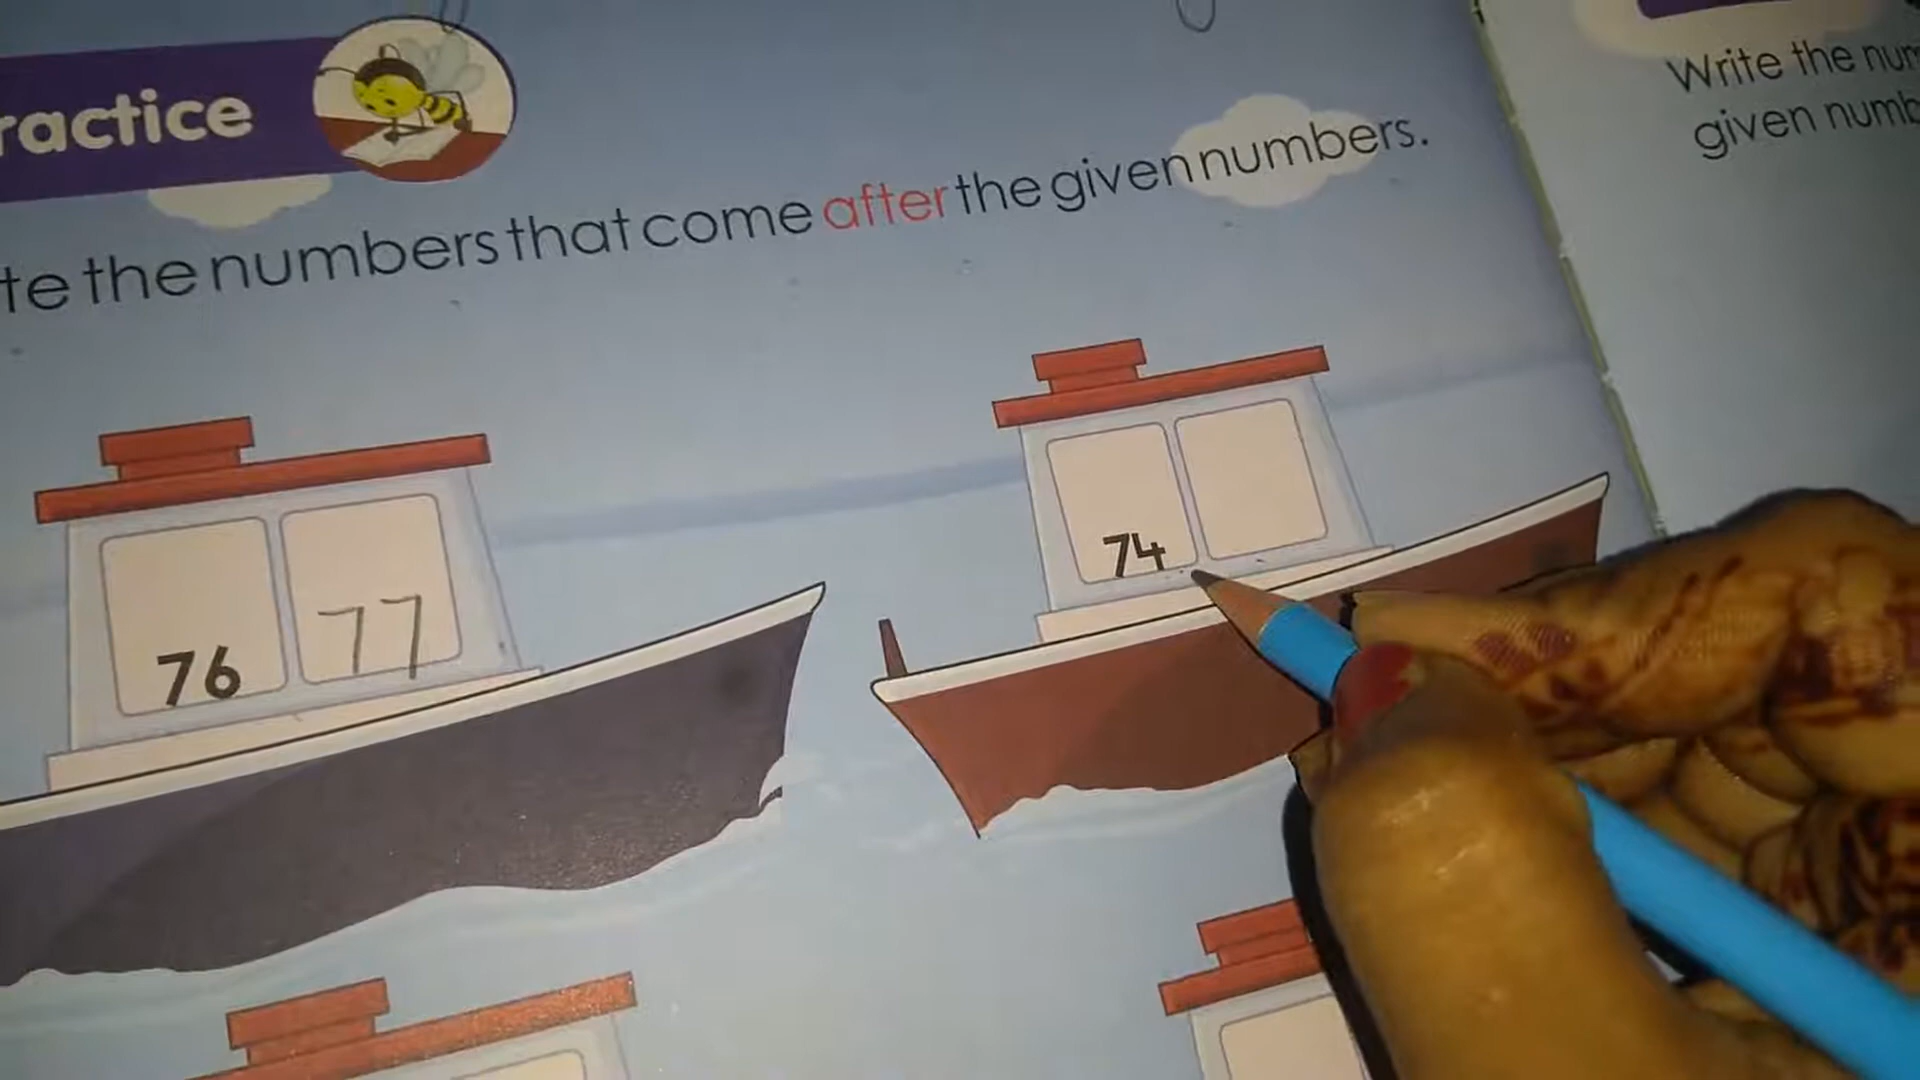 ractice
te the numbers that come after the given numbers.
76 77
74
Write the num
given numb